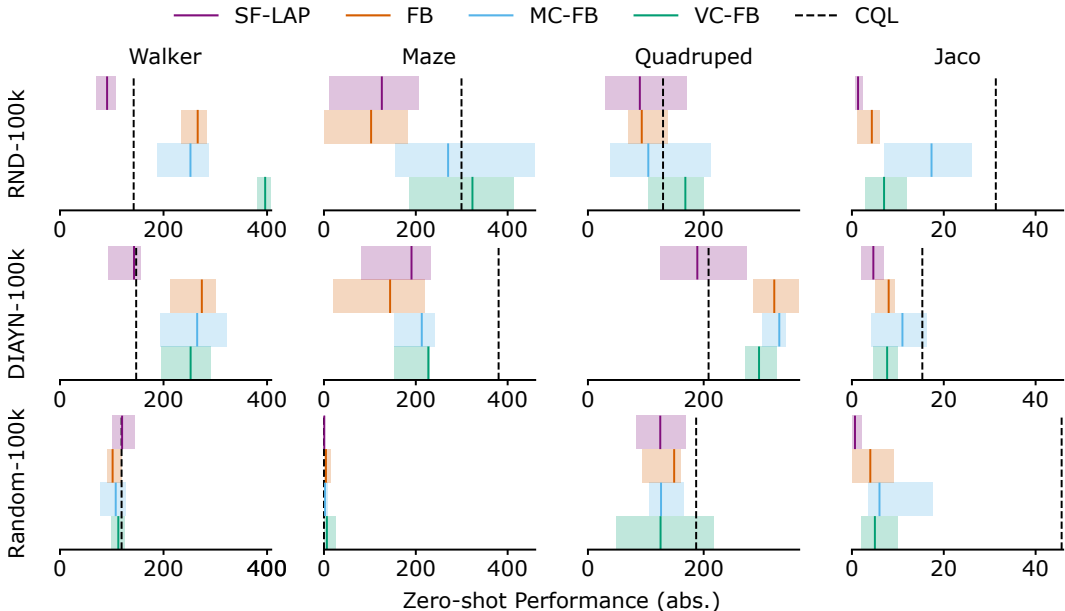 SF-LAP FB MC-FB VC-FB CQL
Walker Maze Quadruped Jaco
RND-100k
0 200 400 0 200 400 0 200 0 20 40
DIAYN-100k
0 200 400 0 200 400 0 200 0 20 40
Random-100k
0 200 400 0 200 400 0 200 0 20 40
Zero-shot Performance (abs.)